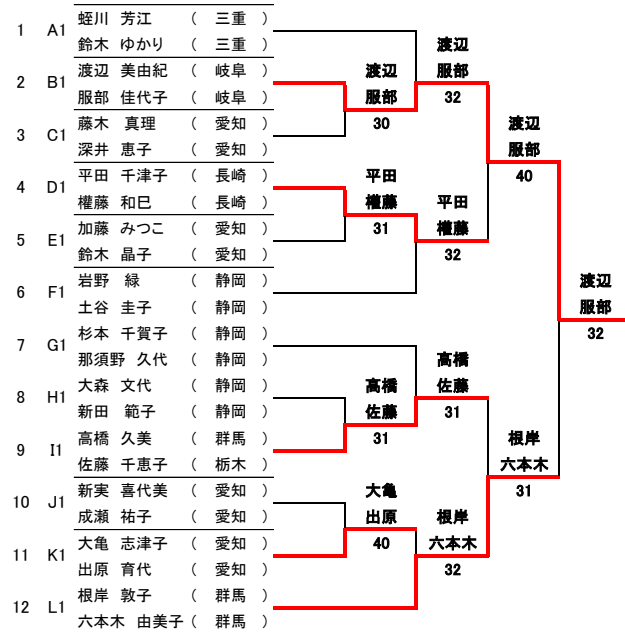 1 A1 蛭川 芳江 ( 三重 )
鈴木 ゆかり ( 三重 )
2 B1 渡辺 美由紀 ( 岐阜 )
服部 佳代子 ( 岐阜 )
3 C1 藤木 真理 ( 愛知 )
深井 恵子 ( 愛知 )
4 D1 平田 千津子 ( 長崎 )
權藤 和巳 ( 長崎 )
5 E1 加藤 みつこ ( 愛知 )
鈴木 晶子 ( 愛知 )
6 F1 岩野 緑 ( 静岡 )
土谷 圭子 ( 静岡 )
7 G1 杉本 千賀子 ( 静岡 )
那須野 久代 ( 静岡 )
8 H1 大森 文代 ( 静岡 )
新田 範子 ( 静岡 )
9 I1 高橋 久美 ( 群馬 )
佐藤 千恵子 ( 栃木 )
10 J1 新実 喜代美 ( 愛知 )
成瀬 祐子 ( 愛知 )
11 K1 大亀 志津子 ( 愛知 )
出原 育代 ( 愛知 )
12 L1 根岸 敦子 ( 群馬 )
六本木 由美子 ( 群馬 )
渡辺
服部
30
平田
權藤
31
高橋
佐藤
31
大亀
出原
40
渡辺
服部
32
平田
權藤
32
高橋
佐藤
31
根岸
六本木
32
渡辺
服部
40
根岸
六本木
31
渡辺
服部
32